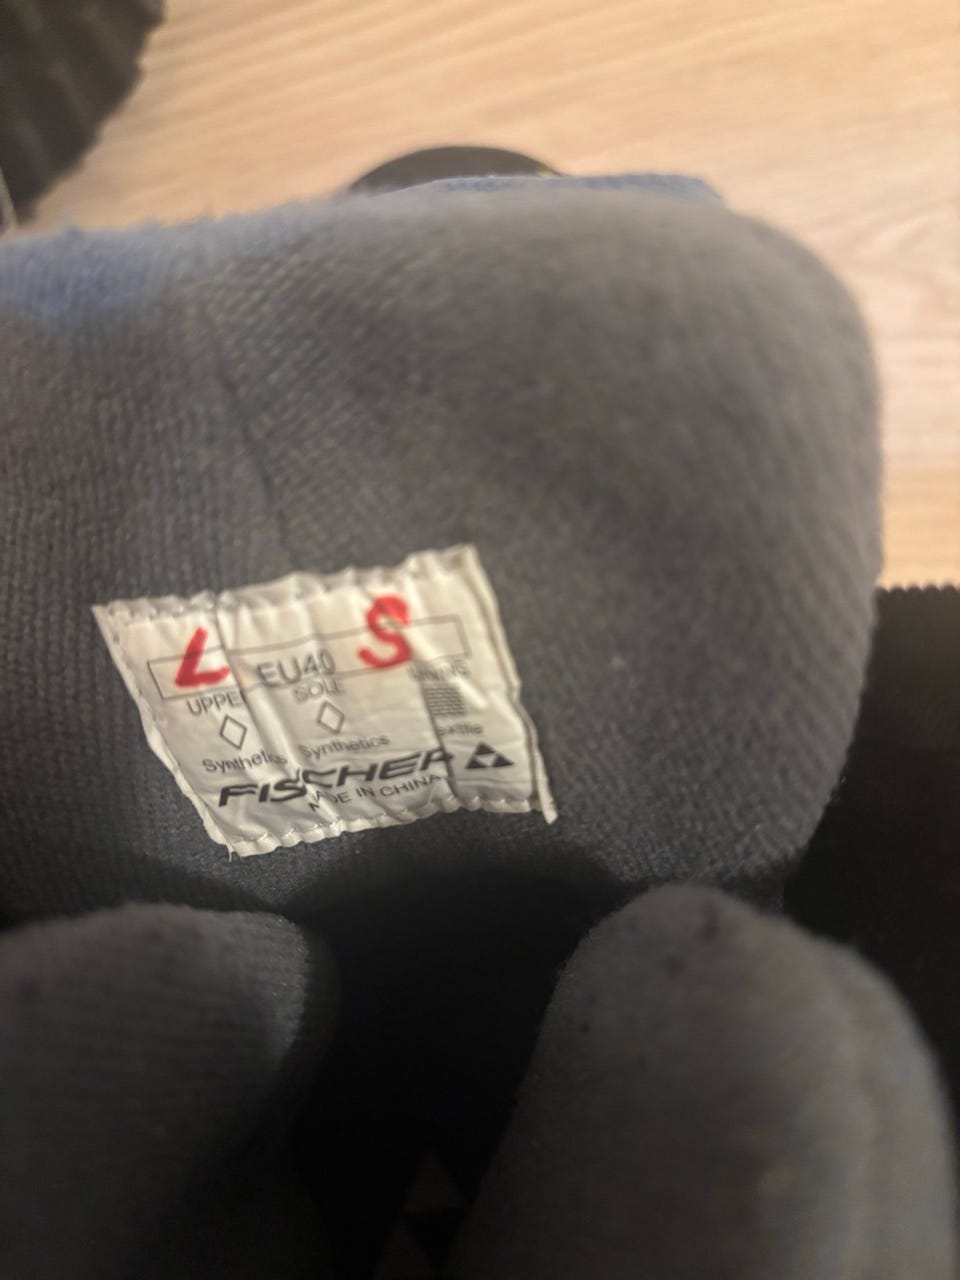 L EU40 S
UPPER SOLE
Synthetics Synthetics
FISCHER
MADE IN CHINA